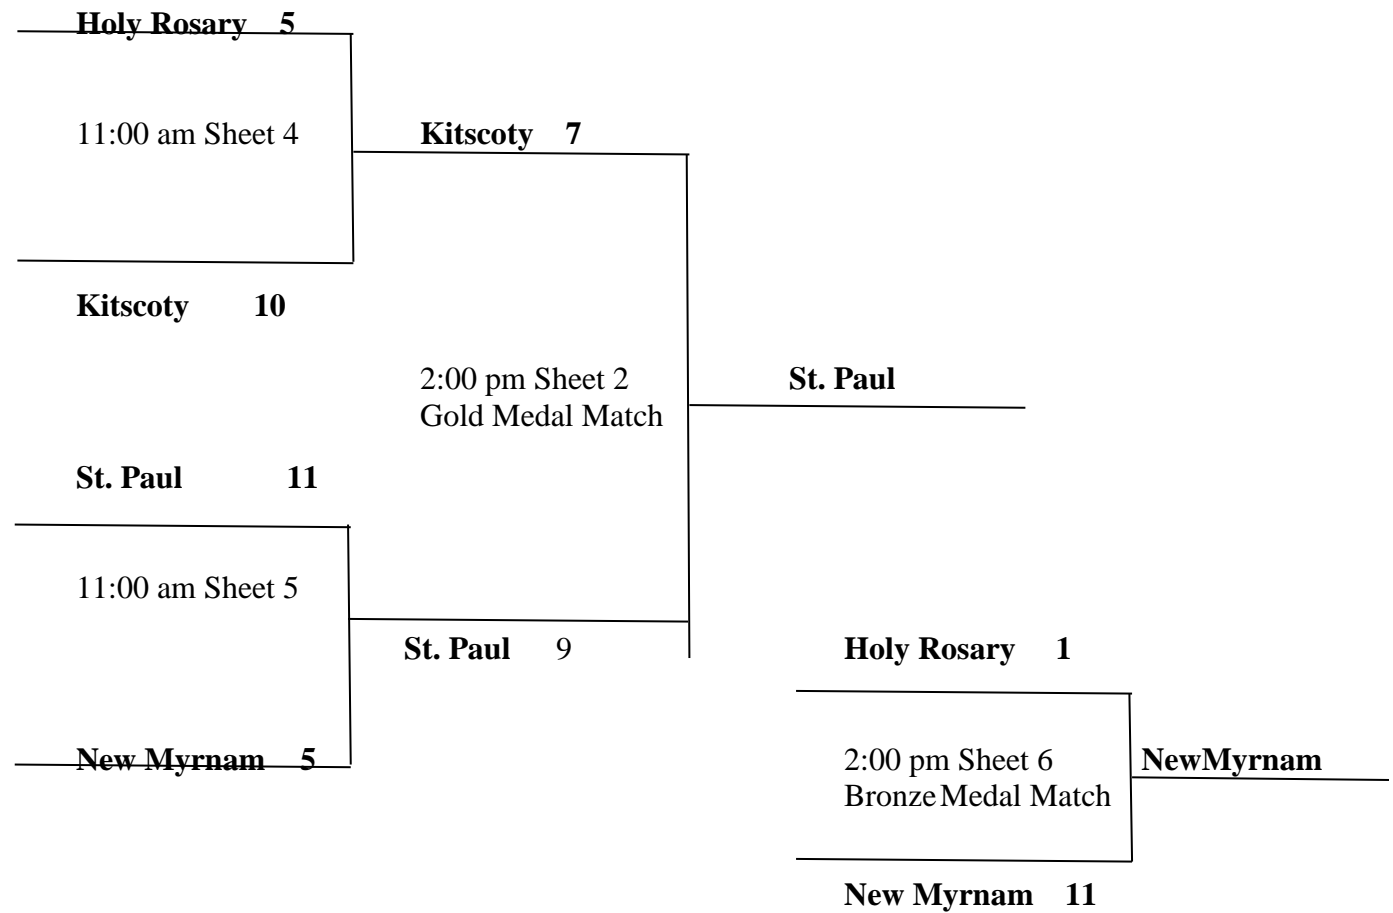 Holy Rosary 5
11:00 am Sheet 4
Kitscoty 7
Kitscoty 10
2:00 pm Sheet 2
Gold Medal Match
St. Paul
St. Paul 11
11:00 am Sheet 5
St. Paul 9
New Myrnam 5
Holy Rosary 1
2:00 pm Sheet 6
Bronze Medal Match
NewMyrnam
New Myrnam 11